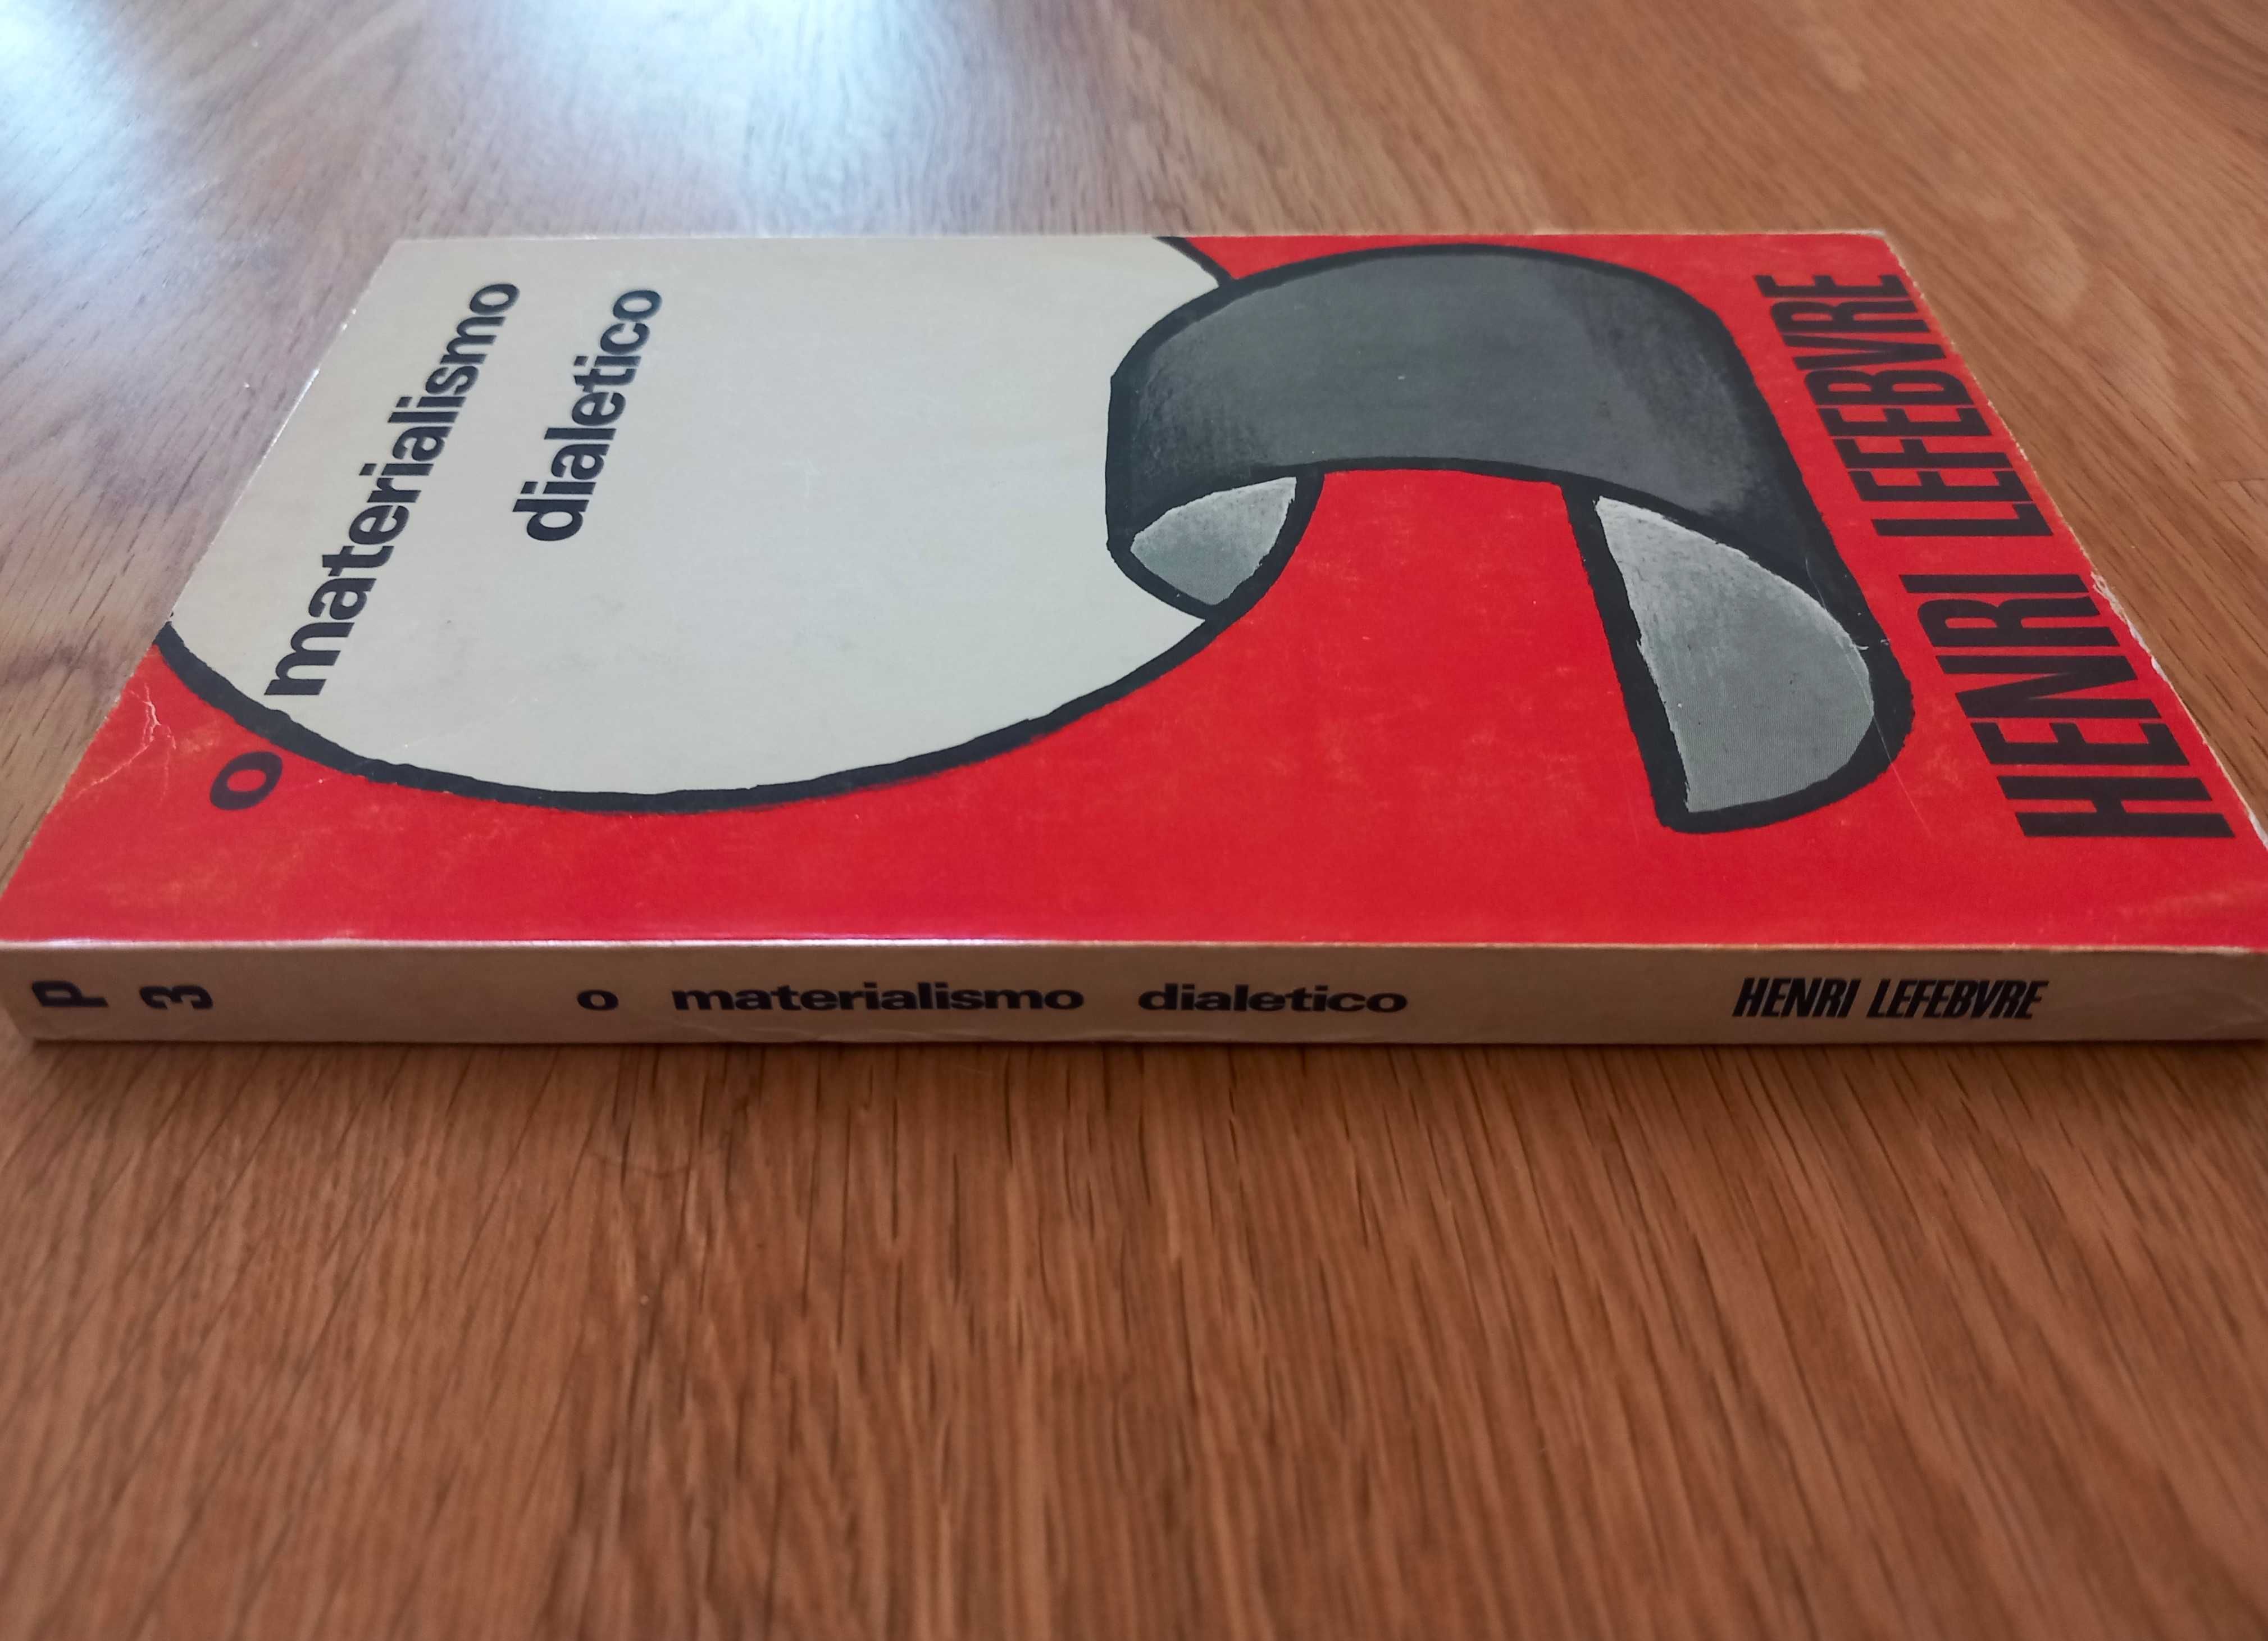 o materialismo
dialetico
HENRI LEFEBVRE
P
3
o materialismo dialetico
HENRI LEFEBVRE